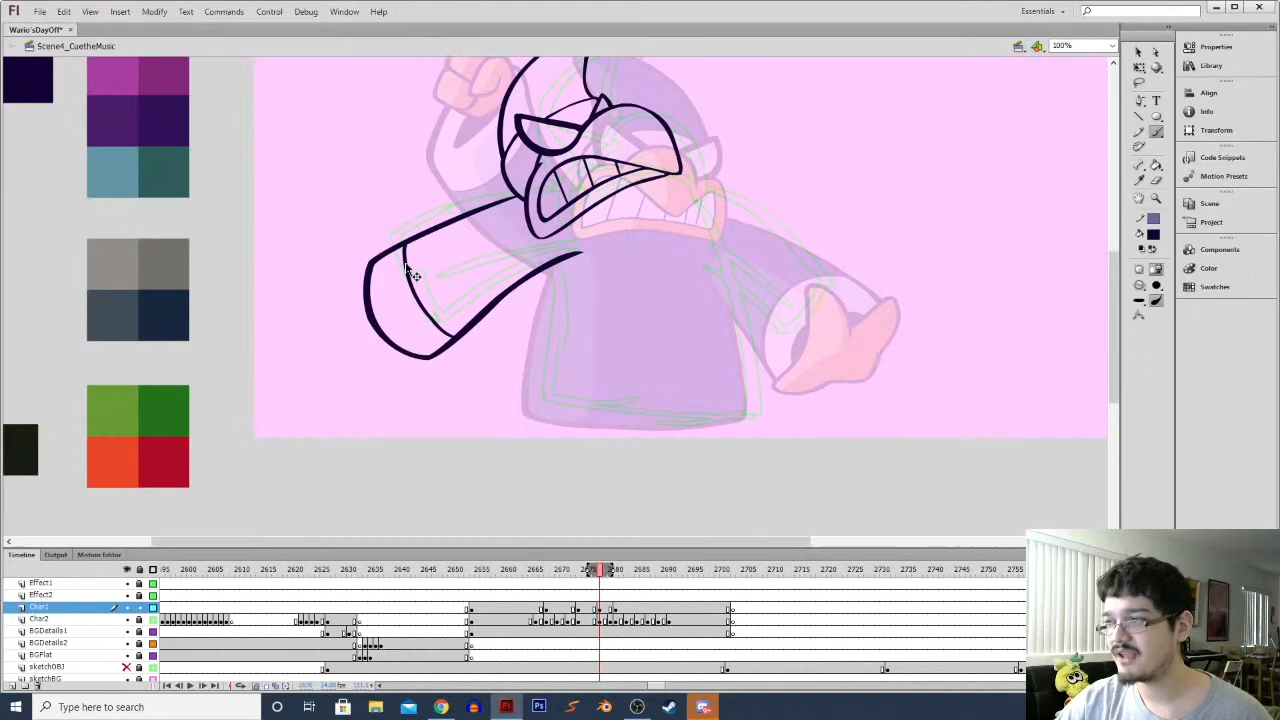 Fl File Edit View Insert Modify Text Commands Control Debug Window Help
Essentials
Wario'sDayOff*
Scene4_CuetheMusic
100%
Properties
Library
Align
Info
Transform
Code Snippets
Motion Presets
Scene
Project
Components
Color
Swatches
Timeline Output Motion Editor
2600 2605 2610 2615 2620 2625 2630 2635 2640 2645 2650 2655 2660 2665 2670 2680 2685 2690 2695 2700 2705 2710 2715 2720 2725 2730 2735 2740 2745 2750 2755
Effect1
Effect2
Char1
Char2
BGDetails1
BGDetails2
BGFlat
sketchOBJ
sketchBG
Type here to search
Fl
Ps